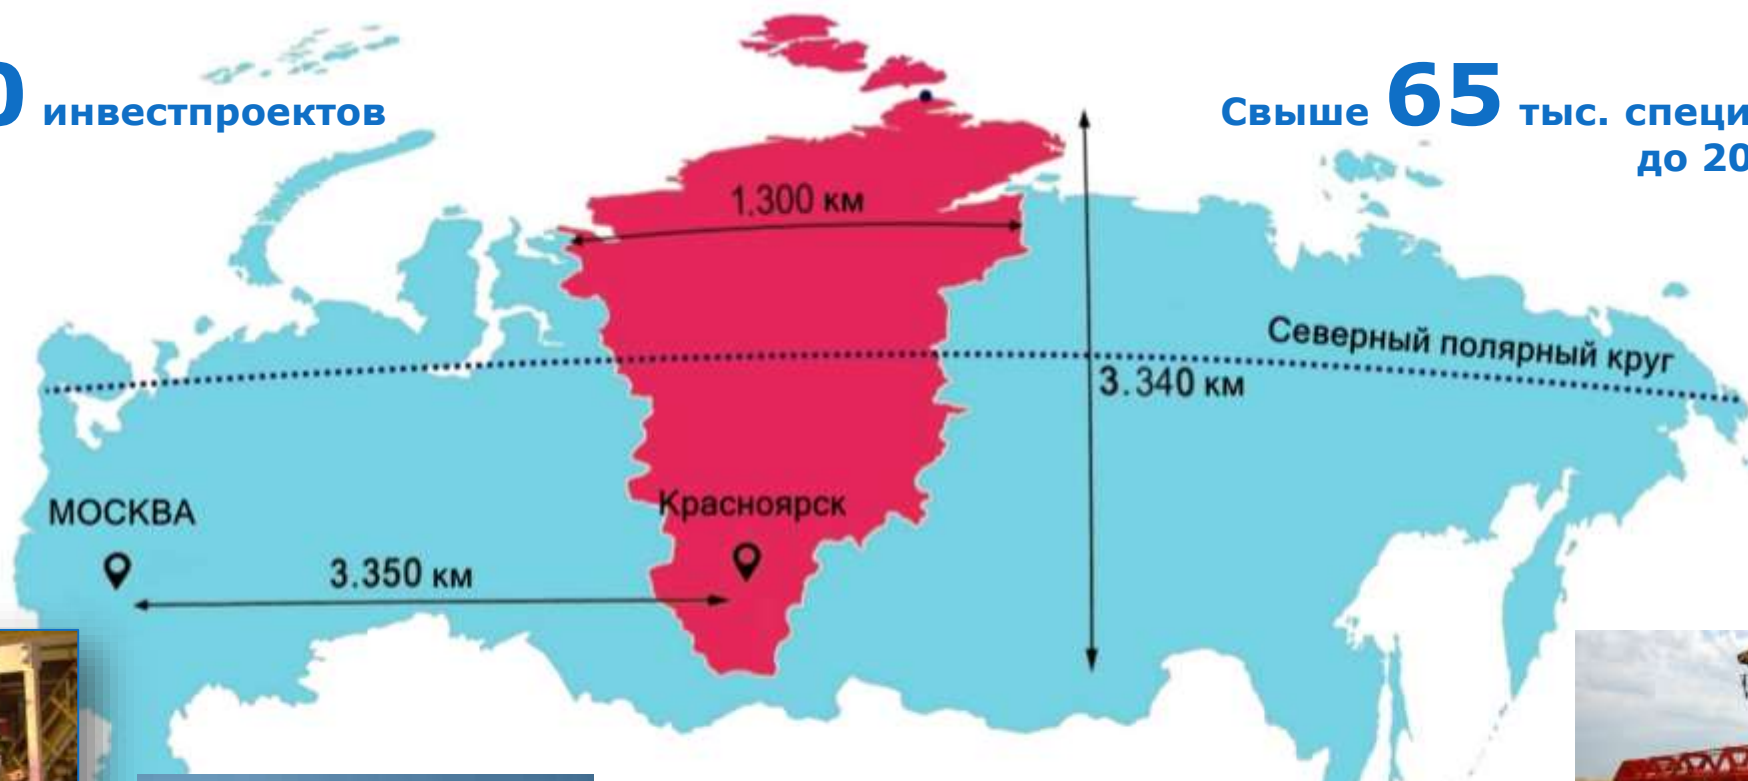 0 инвестпроектов
Свыше 65 тыс. специ
до 20
1.300 км
Северный полярный круг
3.340 км
МОСКВА
Красноярск
3.350 км